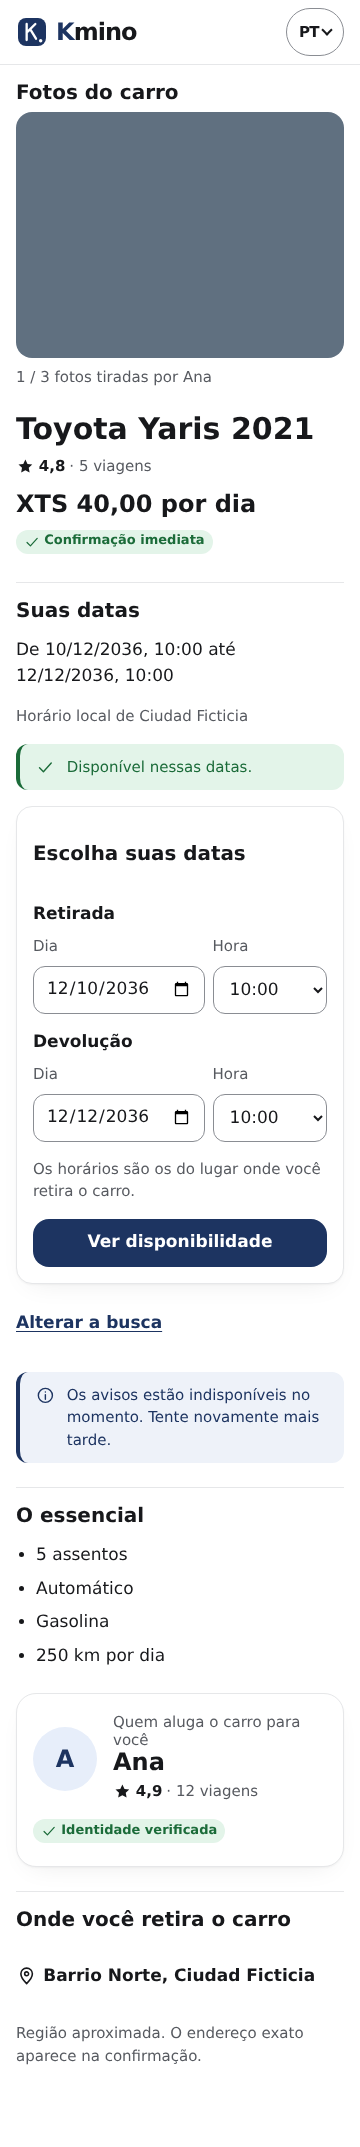 Kmino
PT
Fotos do carro
1 / 3 fotos tiradas por Ana
Toyota Yaris 2021
★ 4,8 · 5 viagens
XTS 40,00 por dia
Confirmação imediata
Suas datas
De 10/12/2036, 10:00 até
12/12/2036, 10:00
Horário local de Ciudad Ficticia
Disponível nessas datas.
Escolha suas datas
Retirada
Dia Hora
12/10/2036 10:00
Devolução
Dia Hora
12/12/2036 10:00
Os horários são os do lugar onde você
retira o carro.
Ver disponibilidade
Alterar a busca
Os avisos estão indisponíveis no
momento. Tente novamente mais
tarde.
O essencial
• 5 assentos
• Automático
• Gasolina
• 250 km por dia
Quem aluga o carro para
você
A
Ana
★ 4,9 · 12 viagens
Identidade verificada
Onde você retira o carro
Barrio Norte, Ciudad Ficticia
Região aproximada. O endereço exato
aparece na confirmação.